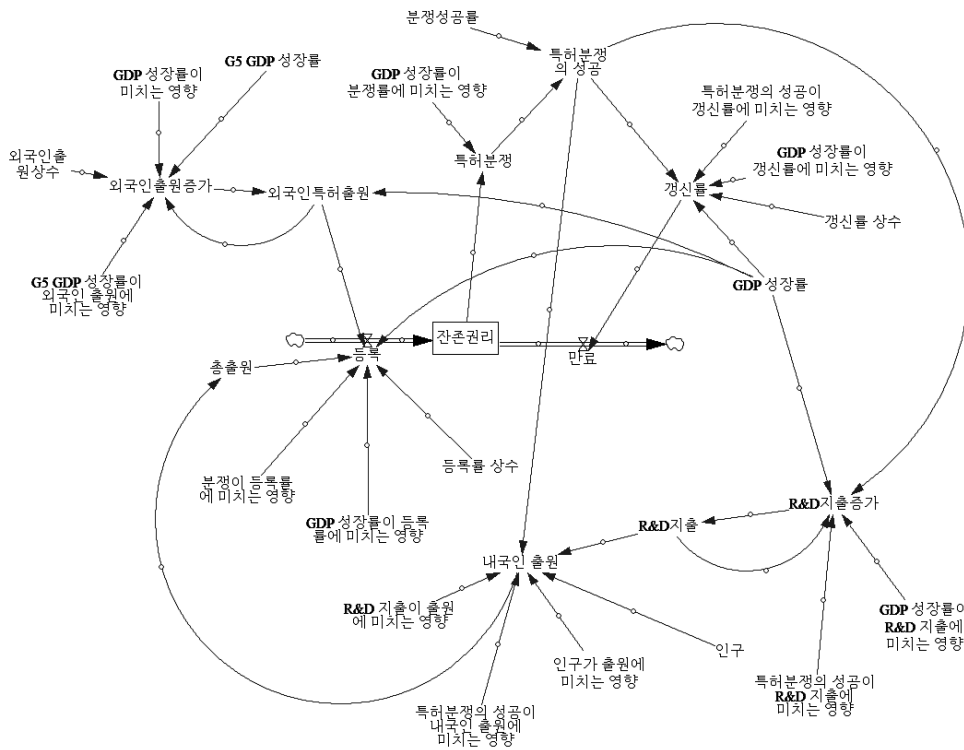 분쟁성공률
특허분쟁
의 성공
G5 GDP 성장률
GDP 성장률이
미치는 영향
GDP 성장률이
분쟁률에 미치는 영향
특허분쟁의 성공이
갱신률에 미치는 영향
외국인출
원상수
외국인출원증가
외국인특허출원
특허분쟁
GDP 성장률이
갱신률에 미치는 영향
갱신률
갱신률 상수
G5 GDP 성장률이
외국인 출원에
미치는 영향
GDP 성장률
잔존권리
등록
만료
총출원
분쟁이 등록률
에 미치는 영향
등록률 상수
GDP 성장률이 등록
률에 미치는 영향
R&D지출증가
R&D지출
내국인 출원
R&D 지출이 출원
에 미치는 영향
GDP 성장률이
R&D 지출에
미치는 영향
인구
인구가 출원에
미치는 영향
특허분쟁의 성공이
R&D 지출에
미치는 영향
특허분쟁의 성공이
내국인 출원에
미치는 영향